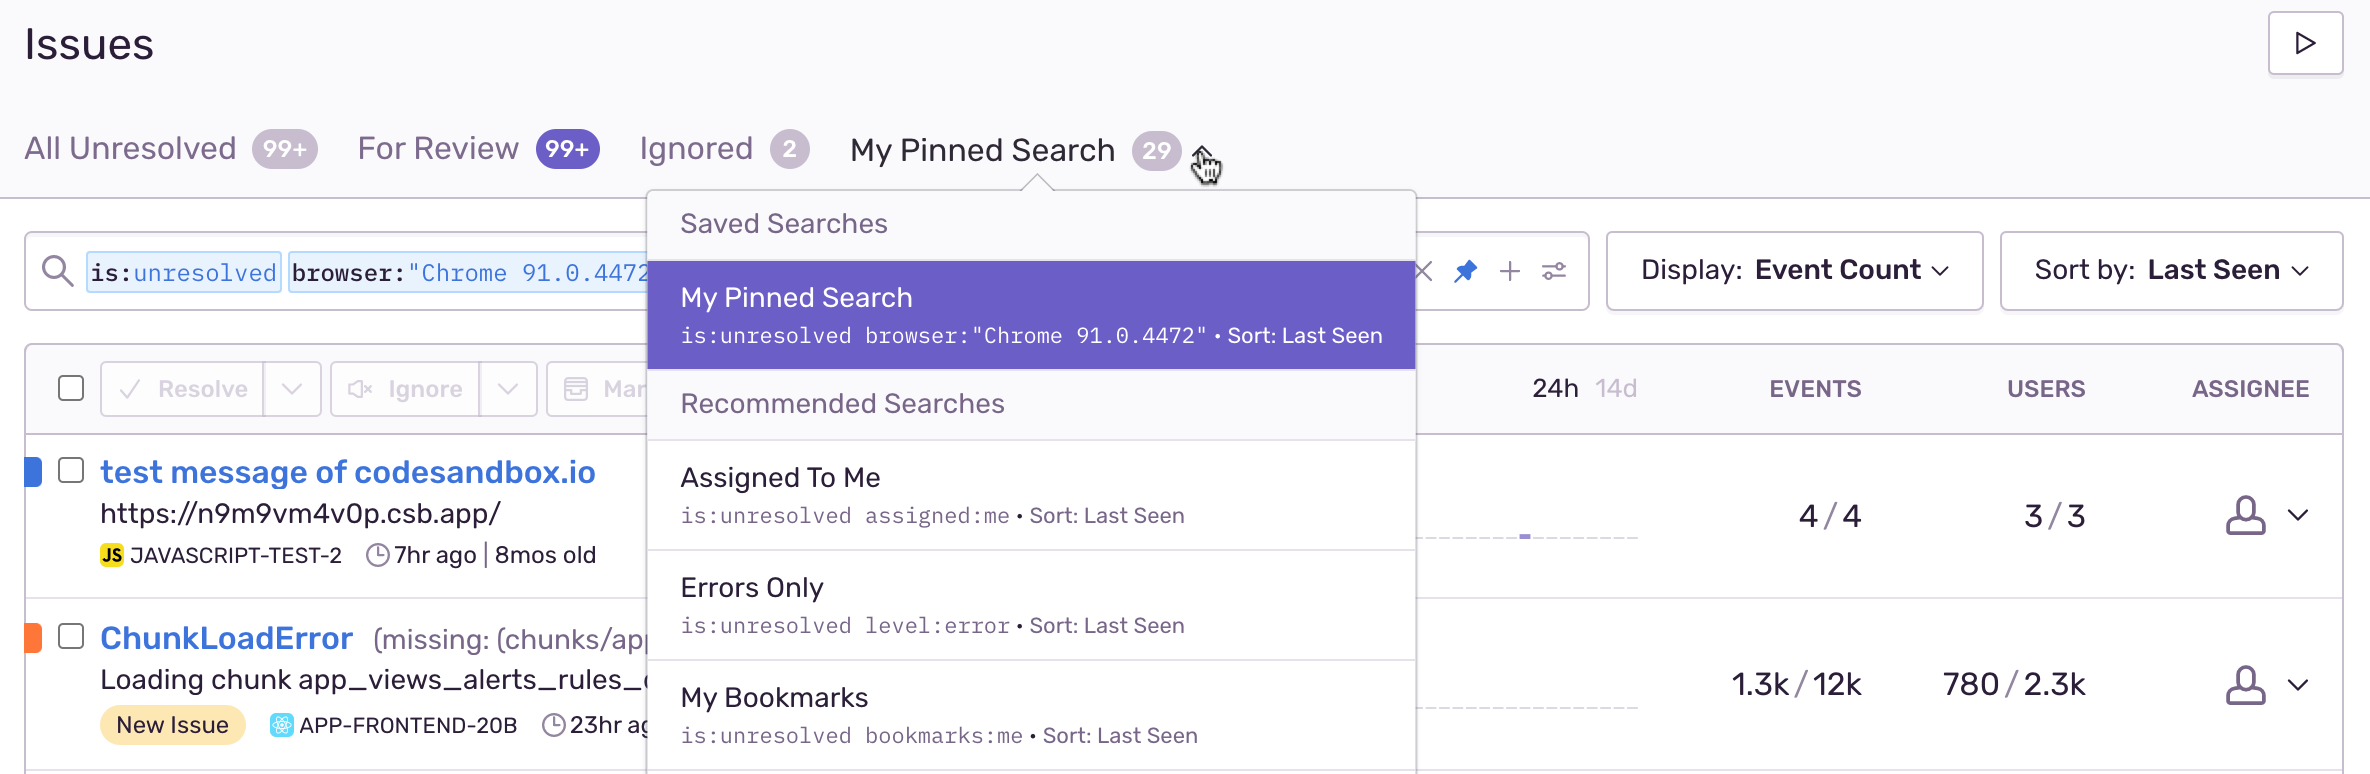 Issues
All Unresolved 99+ For Review 99+ Ignored 2 My Pinned Search 29
Saved Searches
is:unresolved browser:"Chrome 91.0.4472
Display: Event Count
Sort by: Last Seen
My Pinned Search
is:unresolved browser:"Chrome 91.0.4472" • Sort: Last Seen
Resolve Ignore Mar
Recommended Searches
24h 14d EVENTS USERS ASSIGNEE
test message of codesandbox.io
https://n9m9vm4v0p.csb.app/
JS JAVASCRIPT-TEST-2 7hr ago | 8mos old
4 / 4 3 / 3
Assigned To Me
is:unresolved assigned:me • Sort: Last Seen
Errors Only
is:unresolved level:error • Sort: Last Seen
ChunkLoadError (missing: (chunks/app
Loading chunk app_views_alerts_rules_
New Issue APP-FRONTEND-20B 23hr ag
1.3k / 12k 780 / 2.3k
My Bookmarks
is:unresolved bookmarks:me • Sort: Last Seen